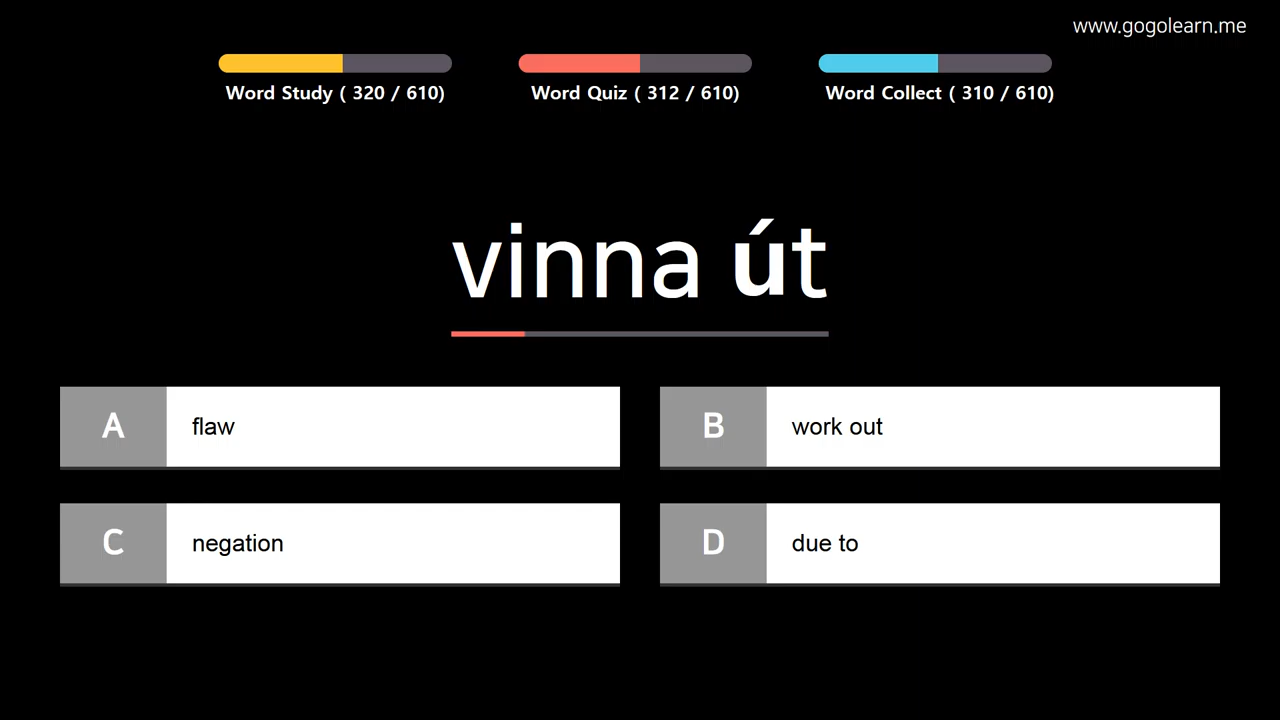 www.gogolearn.me
Word Study ( 320 / 610)
Word Quiz ( 312 / 610)
Word Collect ( 310 / 610)
vinna út
A flaw
B work out
C negation
D due to